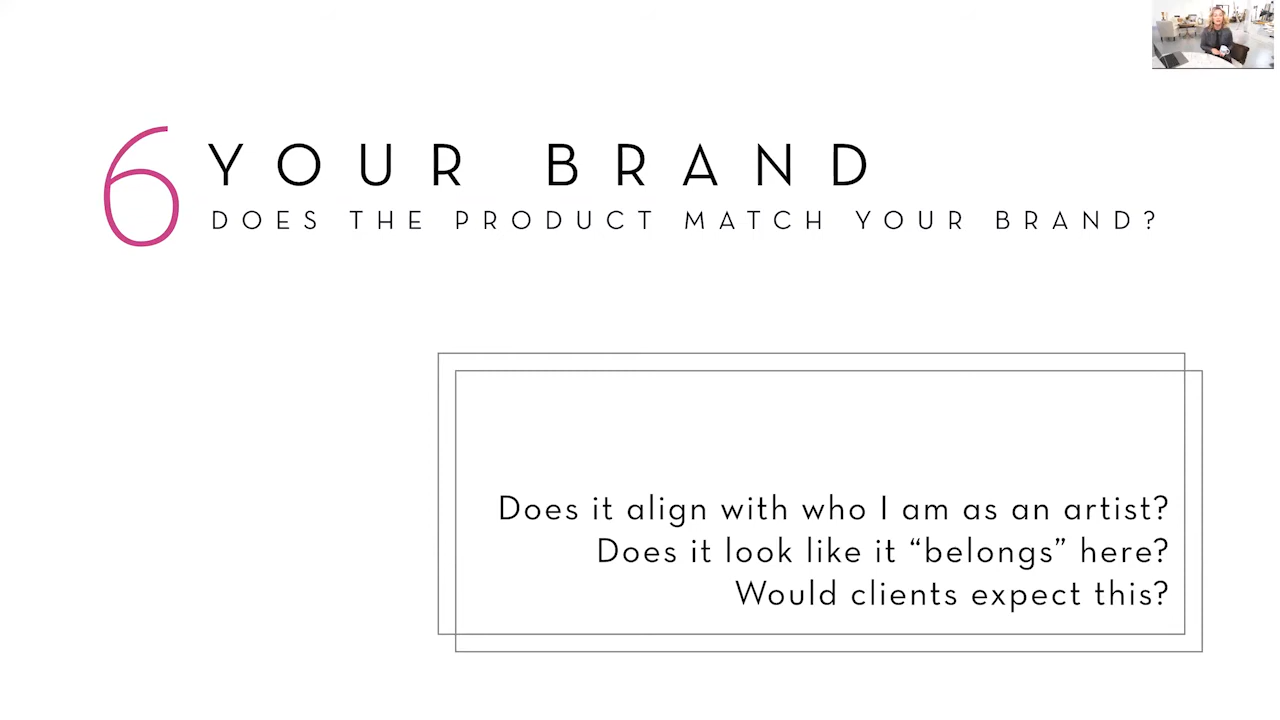 6 YOUR BRAND
DOES THE PRODUCT MATCH YOUR BRAND?
Does it align with who I am as an artist?
Does it look like it “belongs” here?
Would clients expect this?